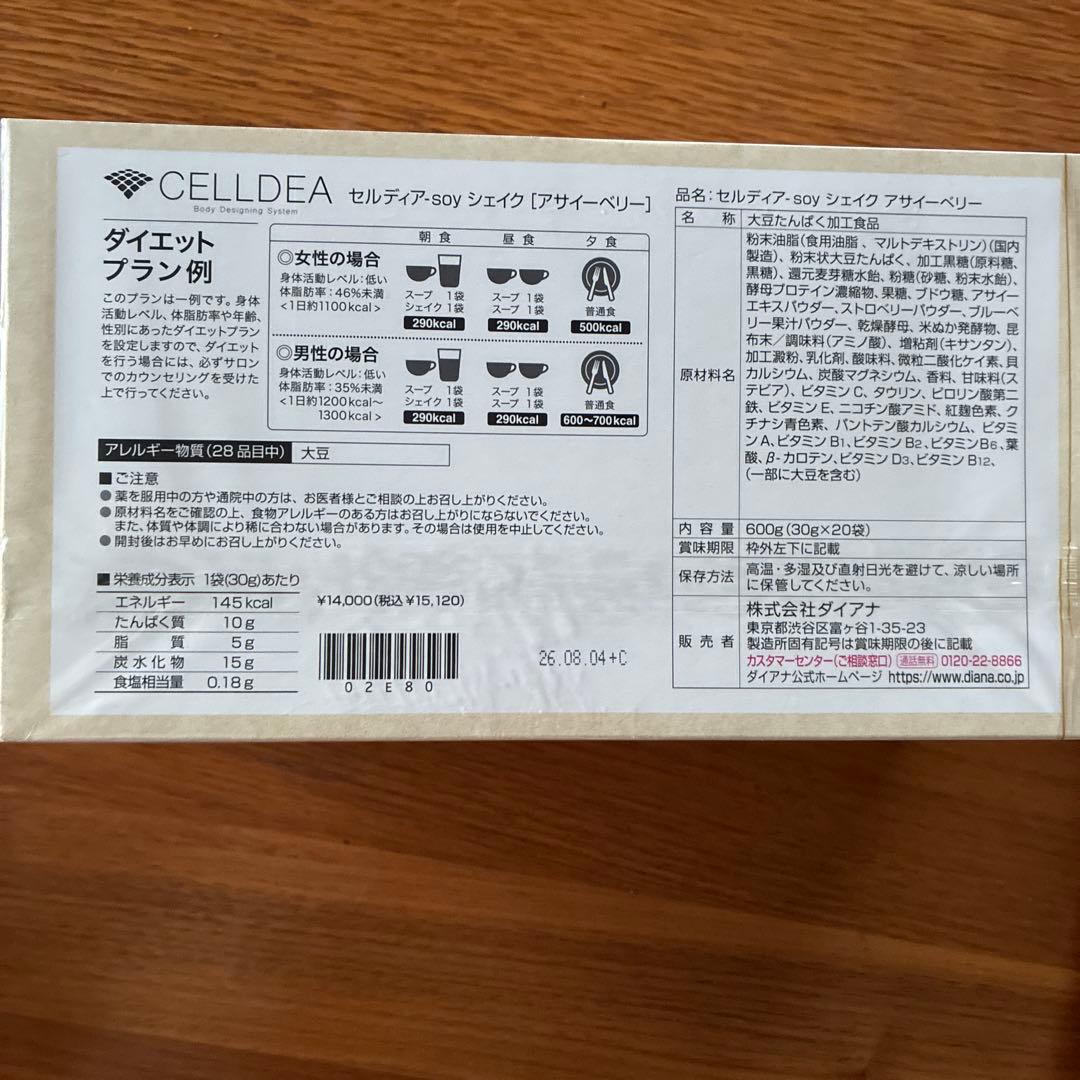 CELLDEA
Body Designing System
セルディア-soy シェイク [アサイーベリー]
ダイエット
プラン例
このプランは一例です。身体
活動レベル、体脂肪率や年齢、
性別にあったダイエットプラン
を設定しますので、ダイエット
を行う場合には、必ずサロン
でのカウンセリングを受けた
上で行ってください。
朝食 昼食 夕食
◎女性の場合
身体活動レベル:低い
体脂肪率:46%未満
<1日約1100kcal>
スープ 1袋
シェイク 1袋
290kcal
スープ 1袋
スープ 1袋
290kcal
普通食
500kcal
◎男性の場合
身体活動レベル:低い
体脂肪率:35%未満
<1日約1200kcal~
1300kcal>
スープ 1袋
シェイク 1袋
290kcal
スープ 1袋
スープ 1袋
290kcal
普通食
600~700kcal
アレルギー物質(28品目中) 大豆
■ご注意
●薬を服用中の方や通院中の方は、お医者様とご相談の上お召し上がりください。
●原材料名をご確認の上、食物アレルギーのある方はお召し上がりにならないでください。
また、体質や体調により稀に合わない場合があります。その場合は使用を中止してください。
●開封後はお早めにお召し上がりください。
■栄養成分表示 1袋(30g)あたり
エネルギー 145kcal
たんぱく質 10g
脂質 5g
炭水化物 15g
食塩相当量 0.18g
¥14,000(税込¥15,120)
02E80
26.08.04+C
品名:セルディア-soy シェイク アサイーベリー
名称 大豆たんぱく加工食品
原材料名
粉末油脂(食用油脂、マルトデキストリン)(国内
製造)、粉末状大豆たんぱく、加工黒糖(原料糖、
黒糖)、還元麦芽糖水飴、粉糖(砂糖、粉末水飴)、
酵母プロテイン濃縮物、果糖、ブドウ糖、アサイー
エキスパウダー、ストロベリーパウダー、ブルーベ
リー果汁パウダー、乾燥酵母、米ぬか発酵物、昆
布末/調味料(アミノ酸)、増粘剤(キサンタン)、
加工澱粉、乳化剤、酸味料、微粒二酸化ケイ素、貝
カルシウム、炭酸マグネシウム、香料、甘味料(ス
テビア)、ビタミンC、タウリン、ピロリン酸第二
鉄、ビタミンE、ニコチン酸アミド、紅麹色素、ク
チナシ青色素、パントテン酸カルシウム、ビタミ
ンA、ビタミンB1、ビタミンB2、ビタミンB6、葉
酸、β-カロテン、ビタミンD3、ビタミンB12、
(一部に大豆を含む)
内容量 600g(30g×20袋)
賞味期限 枠外左下に記載
保存方法 高温・多湿及び直射日光を避けて、涼しい場所
に保管してください。
販売者
株式会社ダイアナ
東京都渋谷区富ヶ谷1-35-23
製造所固有記号は賞味期限の後に記載
カスタマーセンター(ご相談窓口) 通話無料 0120-22-8866
ダイアナ公式ホームページ https://www.diana.co.jp